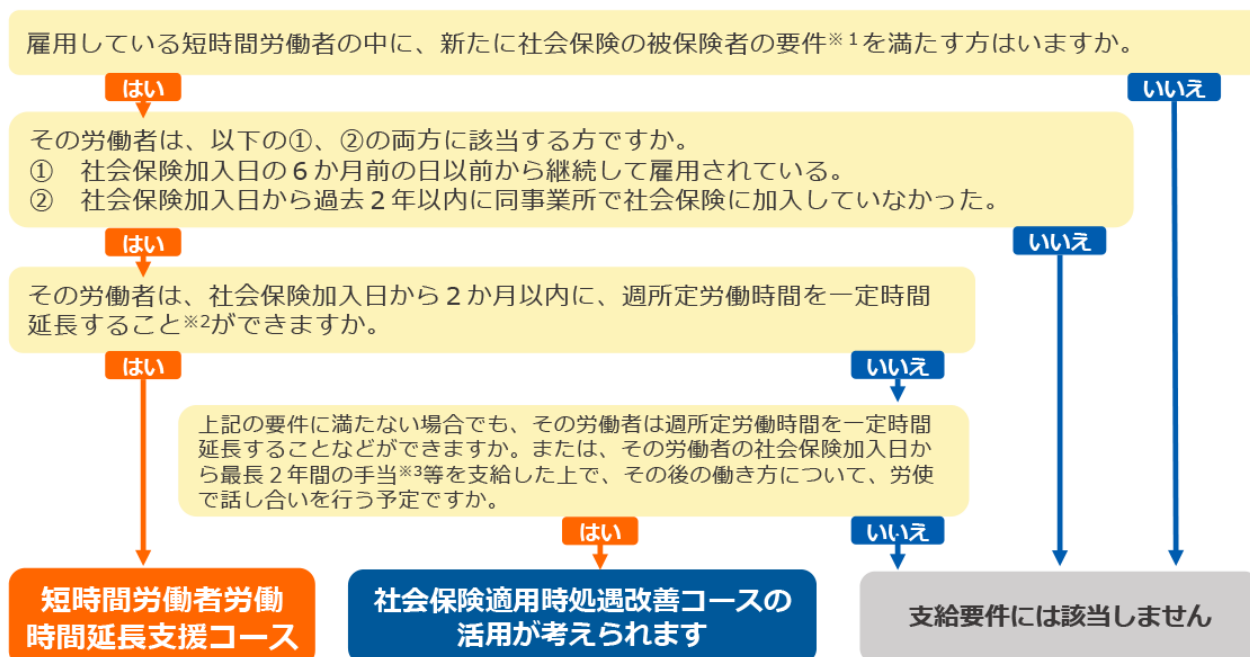 雇用している短時間労働者の中に、新たに社会保険の被保険者の要件※1を満たす方はいますか。
はい
いいえ
その労働者は、以下の①、②の両方に該当する方ですか。
① 社会保険加入日の６か月前の日以前から継続して雇用されている。
② 社会保険加入日から過去２年以内に同事業所で社会保険に加入していなかった。
はい
いいえ
その労働者は、社会保険加入日から２か月以内に、週所定労働時間を一定時間
延長すること※2ができますか。
はい
いいえ
上記の要件に満たない場合でも、その労働者は週所定労働時間を一定時間
延長することなどができますか。または、その労働者の社会保険加入日か
ら最長２年間の手当※3等を支給した上で、その後の働き方について、労使
で話し合いを行う予定ですか。
はい
いいえ
短時間労働者労働
時間延長支援コース
社会保険適用時処遇改善コースの
活用が考えられます
支給要件には該当しません